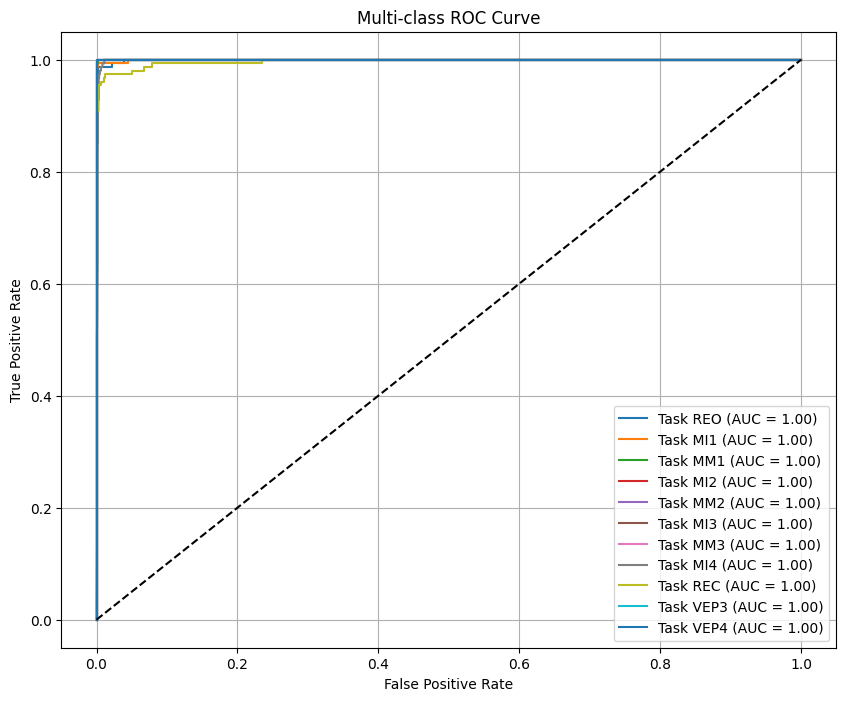 Multi-class ROC Curve
True Positive Rate
1.0
0.8
0.6
0.4
0.2
0.0
Task REO (AUC = 1.00)
Task MI1 (AUC = 1.00)
Task MM1 (AUC = 1.00)
Task MI2 (AUC = 1.00)
Task MM2 (AUC = 1.00)
Task MI3 (AUC = 1.00)
Task MM3 (AUC = 1.00)
Task MI4 (AUC = 1.00)
Task REC (AUC = 1.00)
Task VEP3 (AUC = 1.00)
Task VEP4 (AUC = 1.00)
0.0 0.2 0.4 0.6 0.8 1.0
False Positive Rate